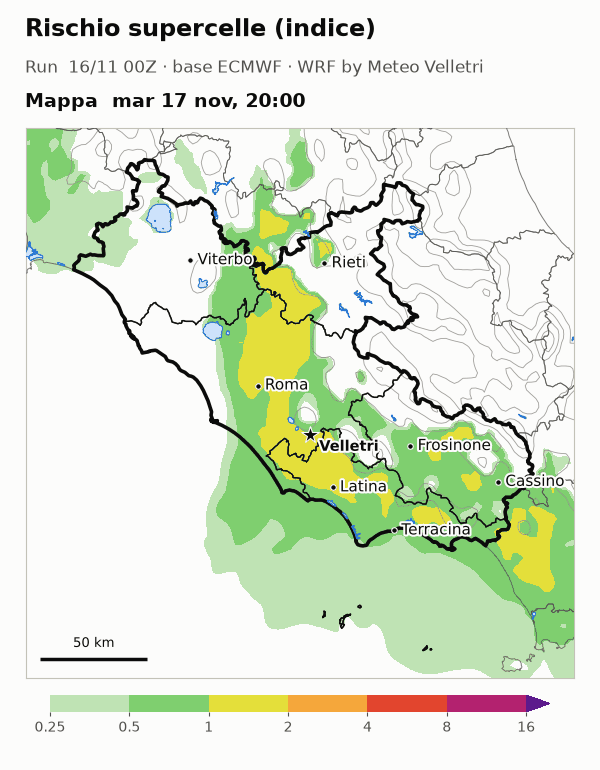 Rischio supercelle (indice)
Run  16/11 00Z · base ECMWF · WRF by Meteo Velletri
Mappa  mar 17 nov, 20:00
Viterbo
Rieti
Roma
Velletri
Frosinone
Cassino
Latina
Terracina
50 km
0.25 0.5 1 2 4 8 16